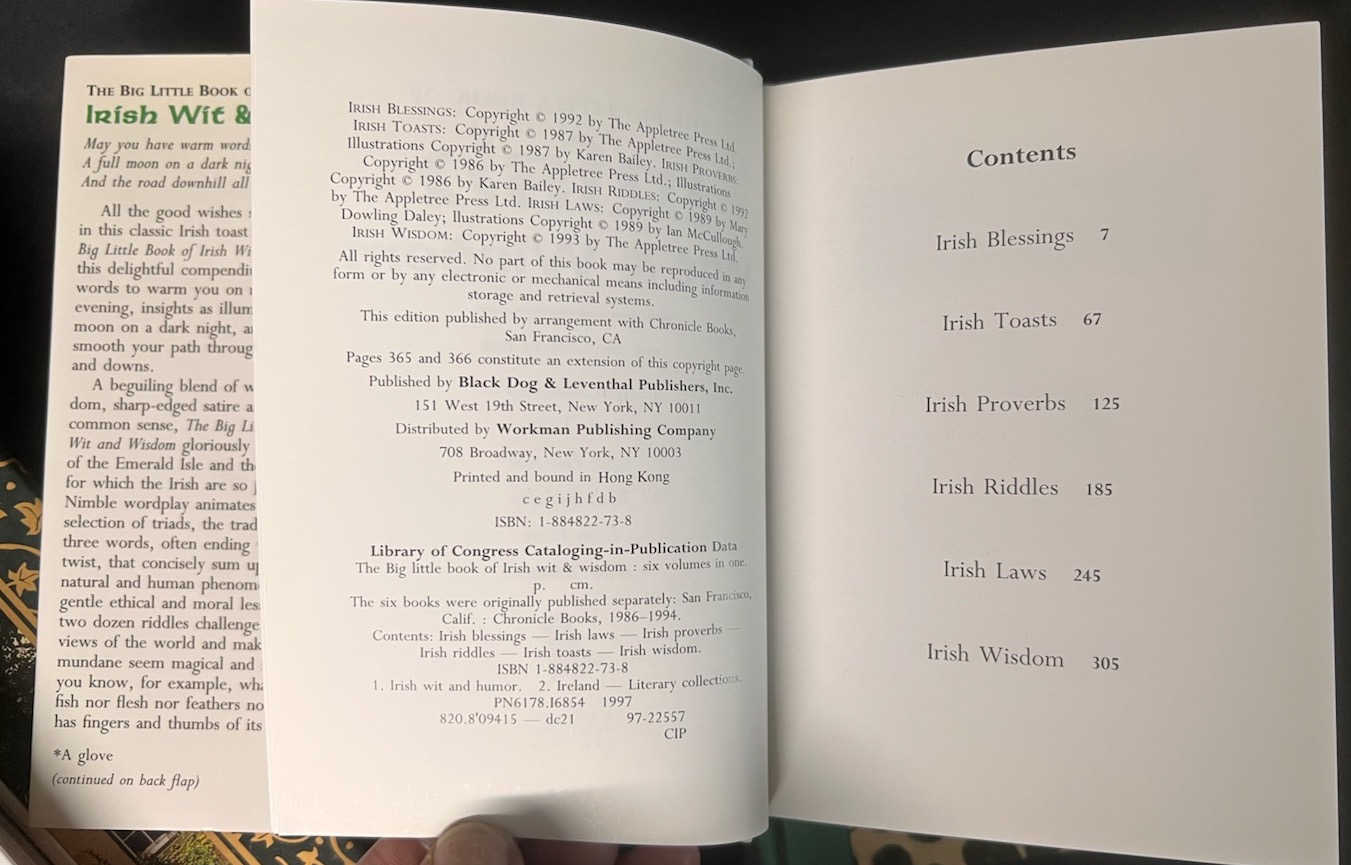 THE BIG LITTLE BOOK
Irish Wit &
May you have warm
A full moon on a dark
And the road downhill all
All the good wishes
in this classic Irish toast
Big Little Book of Irish
this delightful
words to warm you on
evening, insights as
moon on a dark night,
smooth your path
and downs.
A beguiling blend of
dom, sharp-edged satire
common sense, The Big
Wit and Wisdom gloriously
of the Emerald Isle and
for which the Irish are so
Nimble wordplay animates
selection of triads, the
three words, often ending
twist, that concisely sum
natural and human
gentle ethical and moral
two dozen riddles challenge
views of the world and
mundane seem magical and
you know, for example,
fish nor flesh nor feathers
has fingers and thumbs of its
*A glove
(continued on back flap)
IRISH BLESSINGS: Copyright © 1992 by The Appletree Press Ltd.
IRISH TOASTS: Copyright © 1987 by The Appletree Press Ltd.;
Illustrations Copyright © 1987 by Karen Bailey. IRISH PROVERBS:
Copyright © 1986 by The Appletree Press Ltd.; Illustrations
Copyright © 1986 by Karen Bailey. IRISH RIDDLES: Copyright © 1992
by The Appletree Press Ltd. IRISH LAWS: Copyright © 1989 by Mary
Dowling Daley; llustrations Copyright © 1989 by Ian McCullough.
IRISH WISDOM: Copyright © 1993 by The Appletree Press Ltd.
All rights reserved. No part of this book may be reproduced in any
form or by any electronic or mechanical means including information
storage and retrieval systems.
This edition published by arrangement with Chronicle Books,
San Francisco, CA
Pages 365 and 366 constitute an extension of this copyright page.
Published by Black Dog & Leventhal Publishers, Inc.
151 West 19th Street, New York, NY 10011
Distributed by Workman Publishing Company
708 Broadway, New York, NY 10003
Printed and bound in Hong Kong
c e g i j h f d b
ISBN: 1-884822-73-8
Library of Congress Cataloging-in-Publication Data
The Big little book of Irish wit & wisdom : six volumes in one.
p. cm.
The six books were originally published separately: San Francisco,
Calif. : Chronicle Books, 1986–1994.
Contents: Irish blessings — Irish laws — Irish proverbs —
Irish riddles — Irish toasts — Irish wisdom.
ISBN 1-884822-73-8
1. Irish wit and humor. 2. Ireland — Literary collections.
PN6178.I6854 1997
820.8'09415 — dc21 97-22557
CIP
Contents
Irish Blessings 7
Irish Toasts 67
Irish Proverbs 125
Irish Riddles 185
Irish Laws 245
Irish Wisdom 305